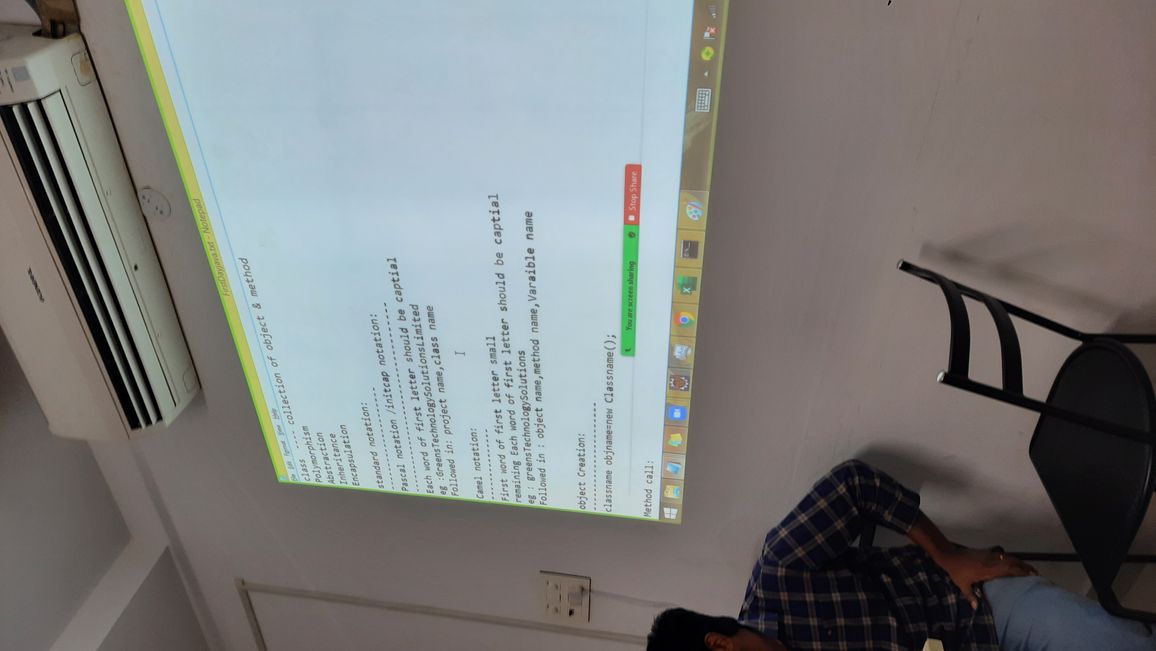 FirstDayjava.txt - Notepad
File Edit Format View Help
class ---- collection of object & method
Polymorphism
Abstraction
Inheritance
Encapsulation
standard notation:
--------------------
Pascal notation /initcap notation:
-----------------------------------
Each word of first letter should be captial
eg :GreensTechnologySolutionsLimited
Followed in: project name,class name
Camel notation:
---------------
First word of first letter small
remaining Each word of first letter should be captial
eg : greensTechnologySolutions
Followed in : object name,method name,Varaible name
object Creation:
----------------------
classname objname=new Classname();
You are screen sharing Stop Share
Method call: